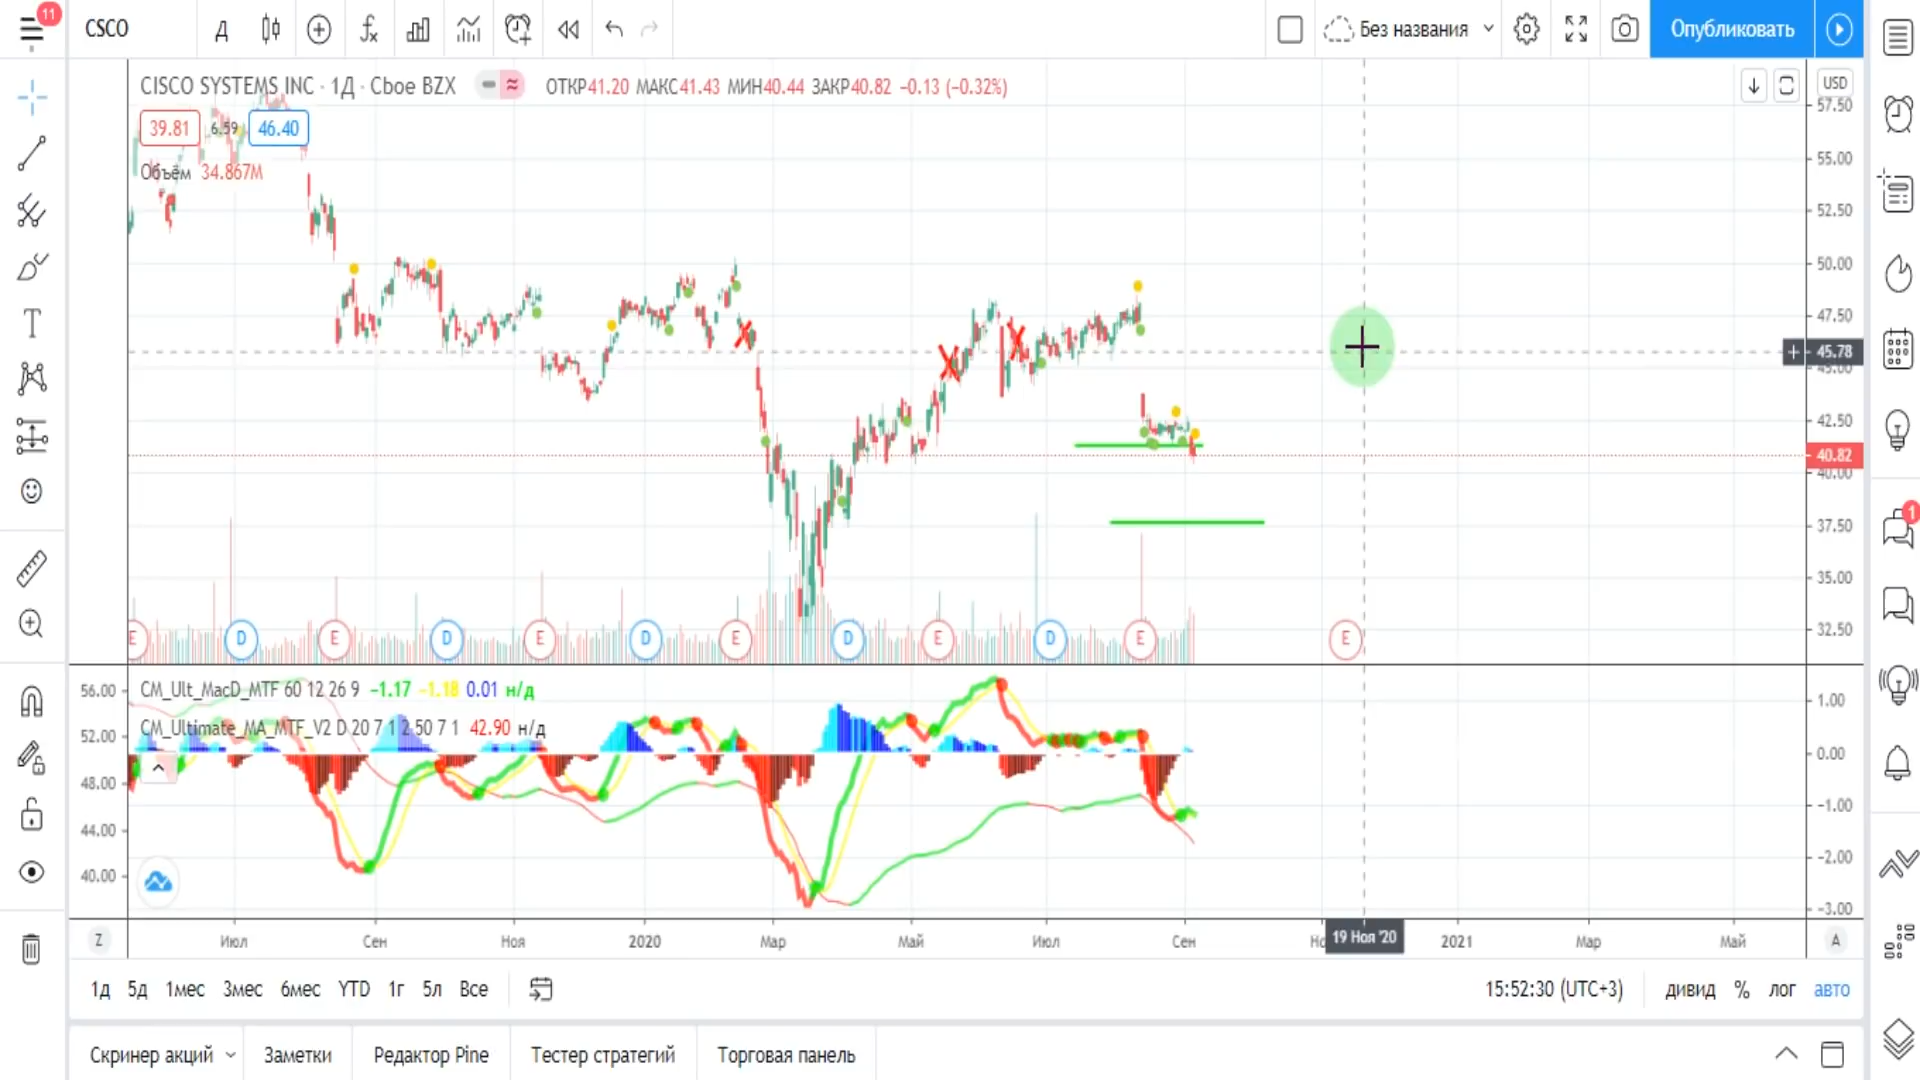 11
CSCO
Д
Без названия
Опубликовать
CISCO SYSTEMS INC · 1Д · Cboe BZX
ОТКР41.20 МАКС41.43 МИН40.44 ЗАКР40.82 −0.13 (−0.32%)
39.81 6.59 46.40
Объём 34.867M
USD
57.50
55.00
52.50
50.00
47.50
45.78
45.00
42.50
40.82
40.00
37.50
35.00
32.50
E D E D E D E D E D E E
CM_Ult_MacD_MTF 60 12 26 9 −1.17 −1.18 0.01 н/д
CM_Ultimate_MA_MTF_V2 D 20 7 1 2 50 7 1 42.90 н/д
56.00
52.00
48.00
44.00
40.00
1.00
0.00
−1.00
−2.00
−3.00
Z Июл Сен Ноя 2020 Мар Май Июл Сен 19 Ноя '20 2021 Мар Май A
1д 5д 1мес 3мес 6мес YTD 1г 5л Все
15:52:30 (UTC+3) дивид % лог авто
Скринер акций Заметки Редактор Pine Тестер стратегий Торговая панель
1